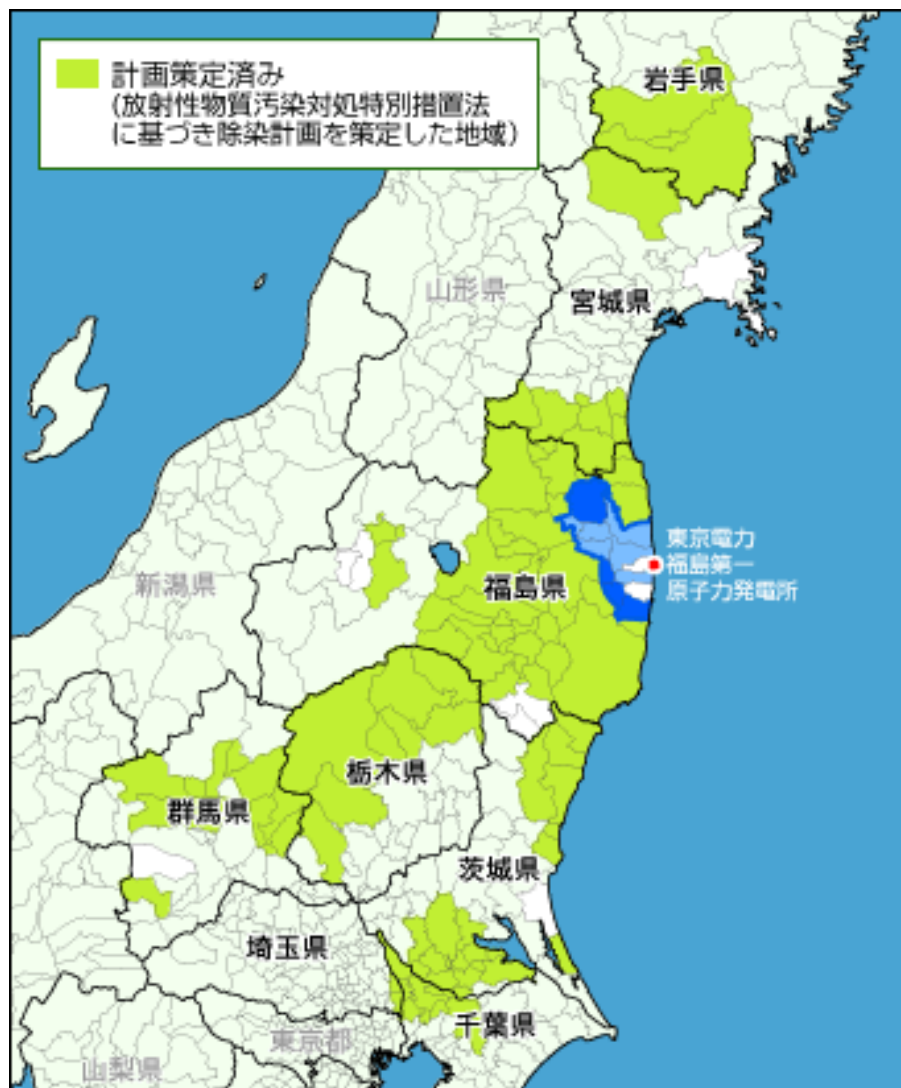 計画策定済み
(放射性物質汚染対処特別措置法
に基づき除染計画を策定した地域)
岩手県
山形県
宮城県
東京電力
福島第一
原子力発電所
新潟県
福島県
栃木県
群馬県
茨城県
埼玉県
千葉県
東京都
山梨県